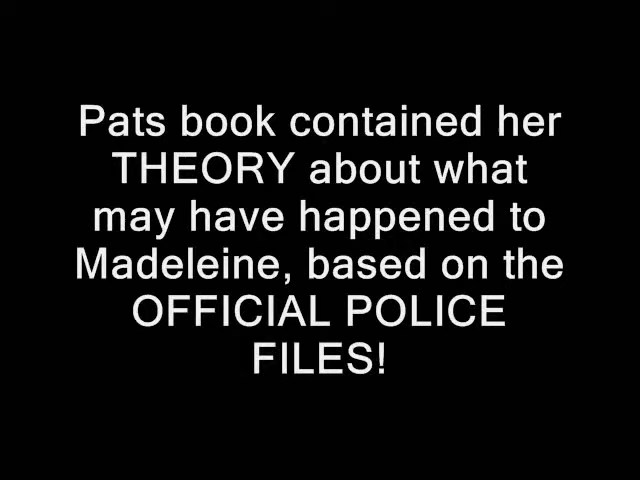 Pats book contained her
THEORY about what
may have happened to
Madeleine, based on the
OFFICIAL POLICE
FILES!